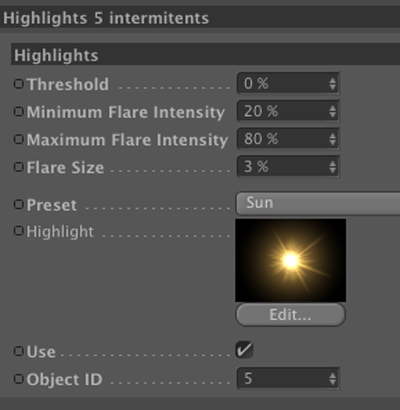 Highlights 5 intermitents
Highlights
Threshold 0 %
Minimum Flare Intensity 20 %
Maximum Flare Intensity 80 %
Flare Size 3 %
Preset Sun
Highlight
Edit...
Use
Object ID 5